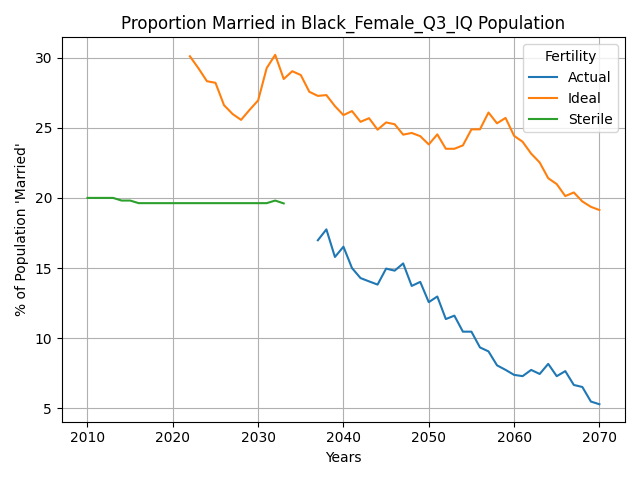 Proportion Married in Black_Female_Q3_IQ Population
% of Population 'Married'
30
25
20
15
10
5
Fertility
Actual
Ideal
Sterile
2010 2020 2030 2040 2050 2060 2070
Years